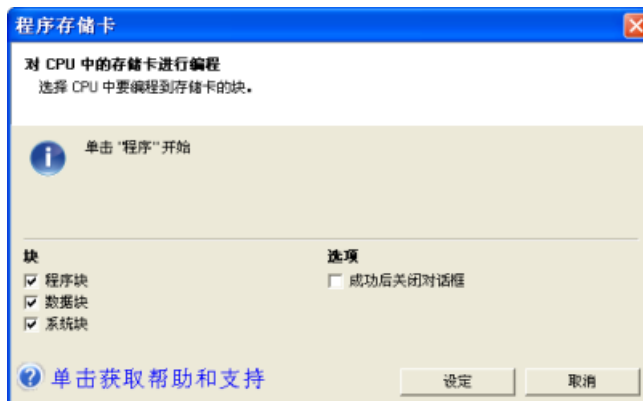 程序存储卡
对 CPU 中的存储卡进行编程
选择 CPU 中要编程到存储卡的块。
单击 "程序" 开始
块
选项
程序块
成功后关闭对话框
数据块
系统块
单击获取帮助和支持
设定
取消